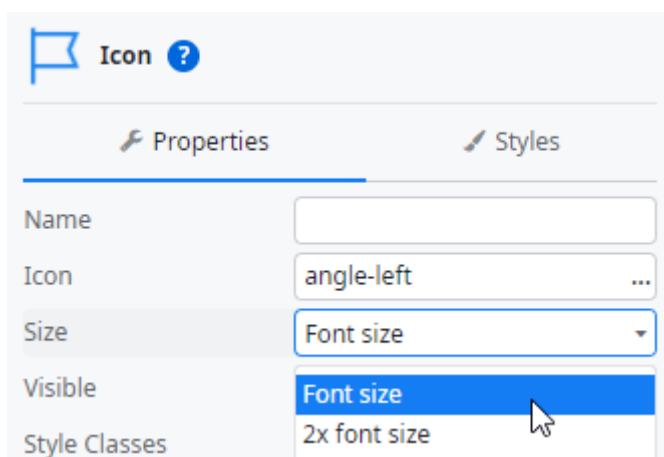 Icon ?
Properties Styles
Name
Icon angle-left ...
Size Font size
Visible Font size
2x font size
Style Classes